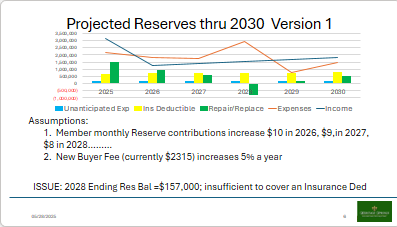 Projected Reserves thru 2030 Version 1
3,500,000
3,000,000
2,500,000
2,000,000
1,500,000
1,000,000
500,000
0
(500,000)
(1,000,000)
2025 2026 2027 2028 2029 2030
Unanticipated Exp Ins Deductible Repair/Replace Expenses Income
Assumptions:
1. Member monthly Reserve contributions increase $10 in 2026, $9,in 2027,
$8 in 2028.........
2. New Buyer Fee (currently $2315) increases 5% a year
ISSUE: 2028 Ending Res Bal =$157,000; insufficient to cover an Insurance Ded
6